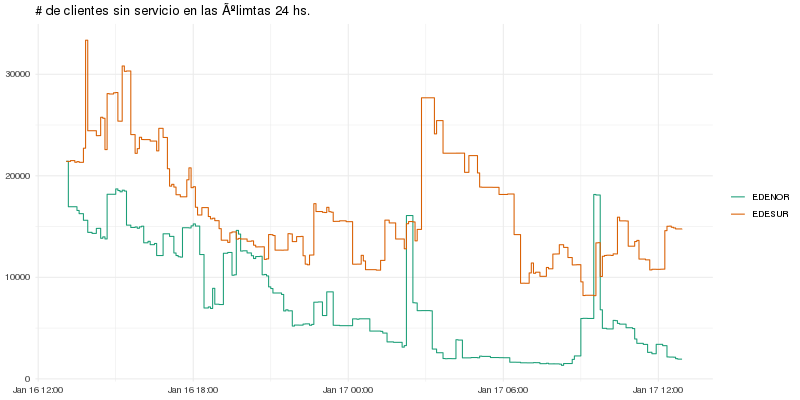 # de clientes sin servicio en las Ãºlimtas 24 hs.
30000
20000
10000
0
Jan 16 12:00
Jan 16 18:00
Jan 17 00:00
Jan 17 06:00
Jan 17 12:00
EDENOR
EDESUR